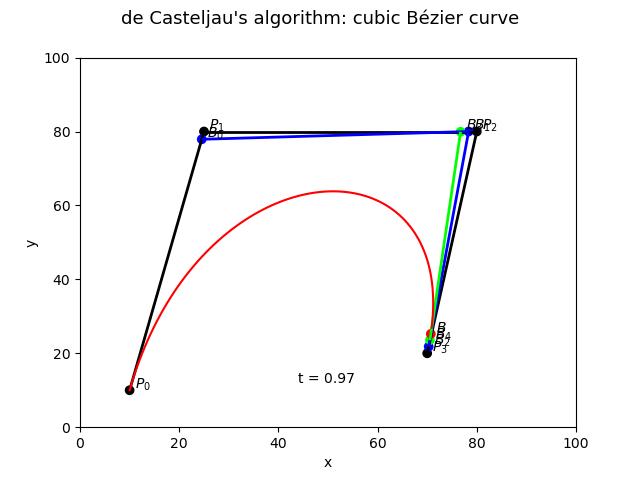 de Casteljau's algorithm: cubic Bézier curve
100
80
60
40
20
0
y
P₁
B₀
P₂
B
P₃
P₀
t = 0.97
0
20
40
60
80
100
x